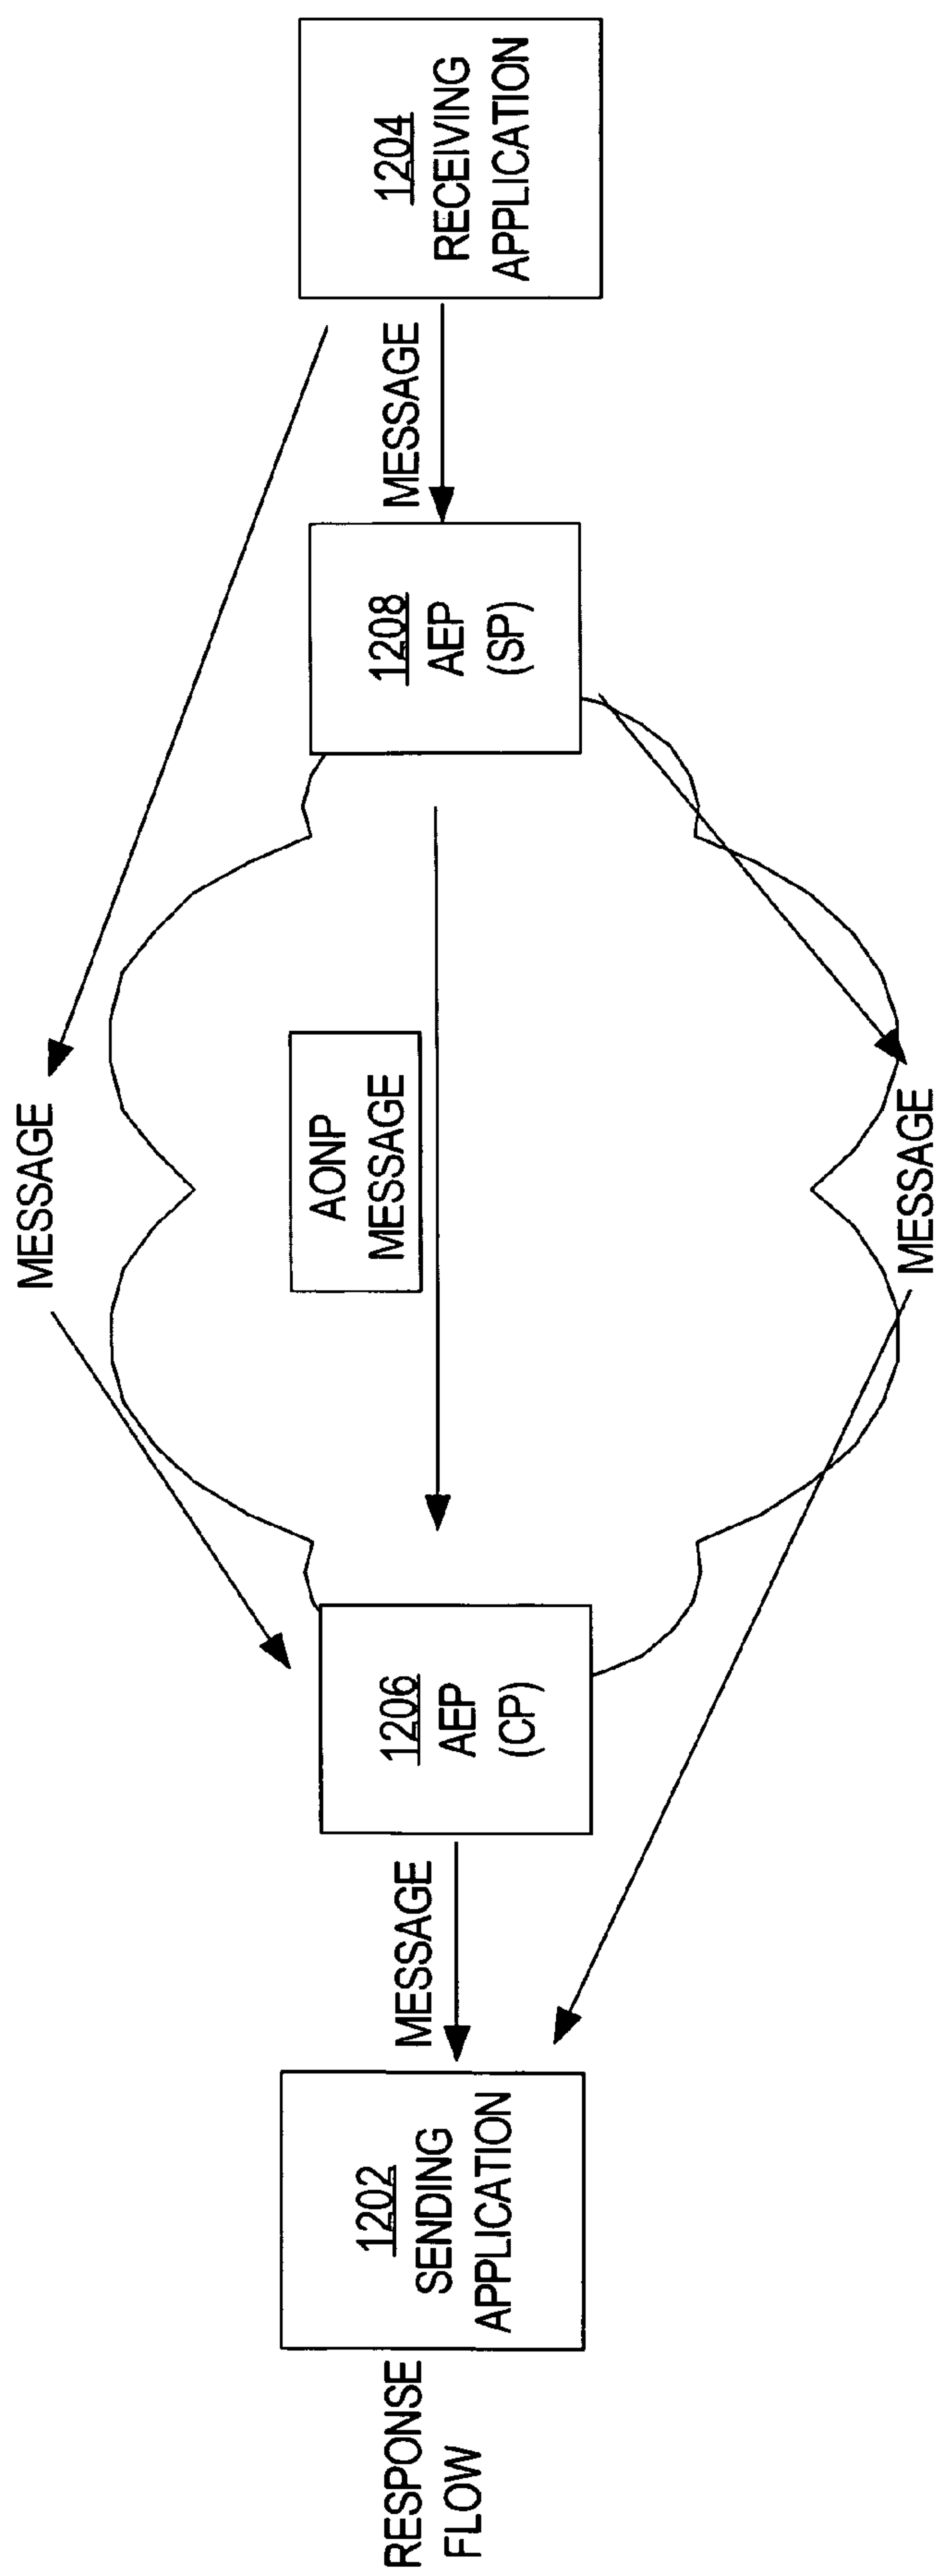 RESPONSE
FLOW
1202
SENDING
APPLICATION
MESSAGE
1206
AEP
(CP)
MESSAGE
AONP
MESSAGE
MESSAGE
1208
AEP
(SP)
MESSAGE
1204
RECEIVING
APPLICATION